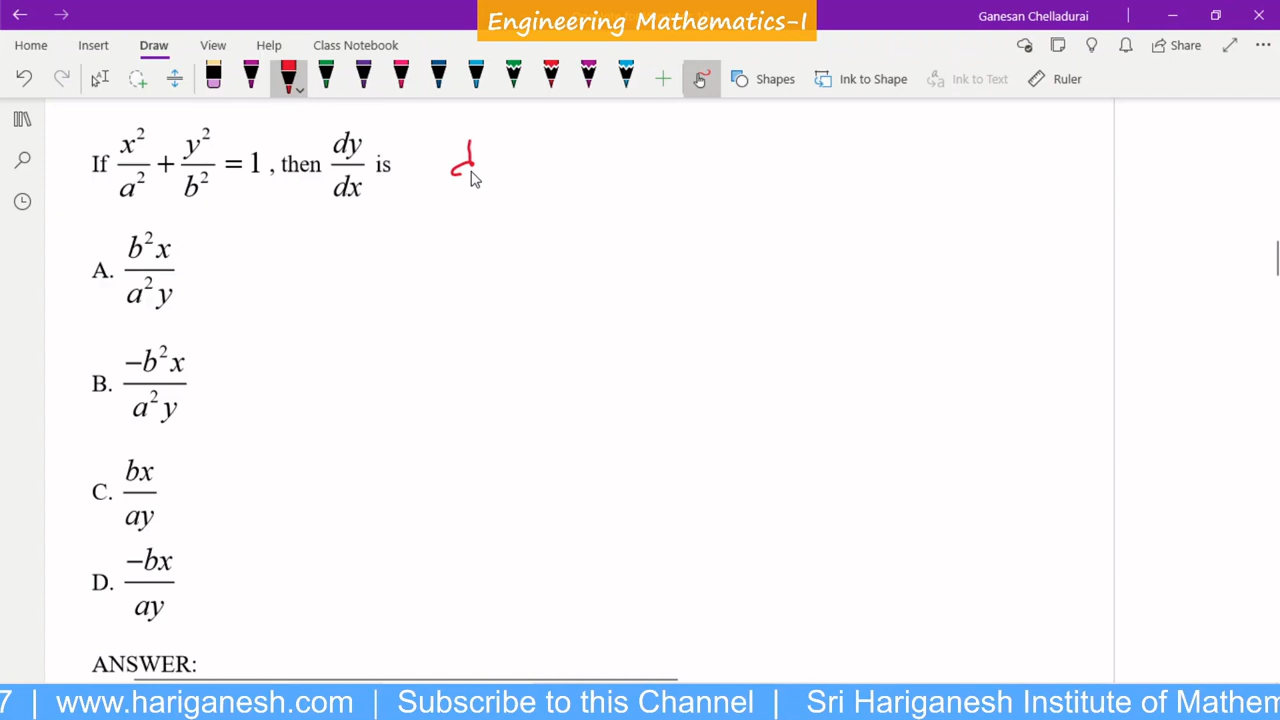 Engineering Mathematics-I
Ganesan Chelladurai
Home Insert Draw View Help Class Notebook Share
Shapes Ink to Shape Ink to Text Ruler
If x²/a² + y²/b² = 1, then dy/dx is d
A. b²x/a²y
B. −b²x/a²y
C. bx/ay
D. −bx/ay
ANSWER:
7 | www.hariganesh.com | Subscribe to this Channel | Sri Hariganesh Institute of Mathem